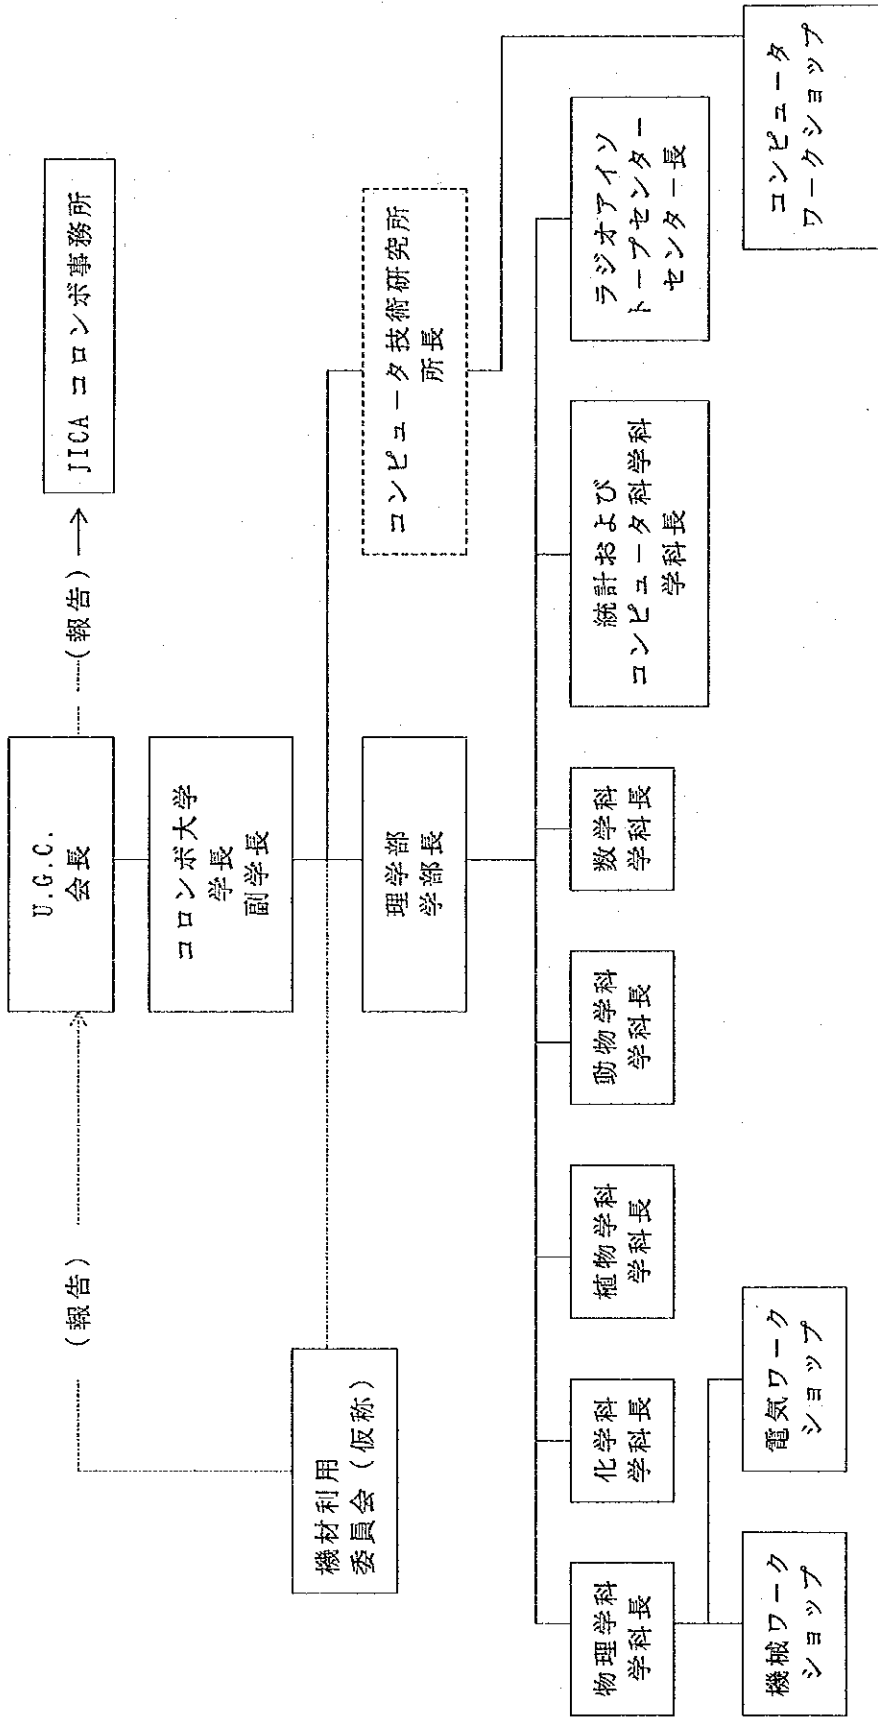 U.G.C.
会長
(報告)
(報告)
JICA コロンボ事務所
コロンボ大学
学長
副学長
機材利用
委員会(仮称)
理学部
学部長
コンピュータ技術研究所
所長
物理学科
学科長
化学科
学科長
植物学科
学科長
動物学科
学科長
数学科
学科長
統計および
コンピュータ科学学科
学科長
ラジオアイソ
トープセンター
センター長
機械ワーク
ショップ
電気ワーク
ショップ
コンピュータ
ワークショップ